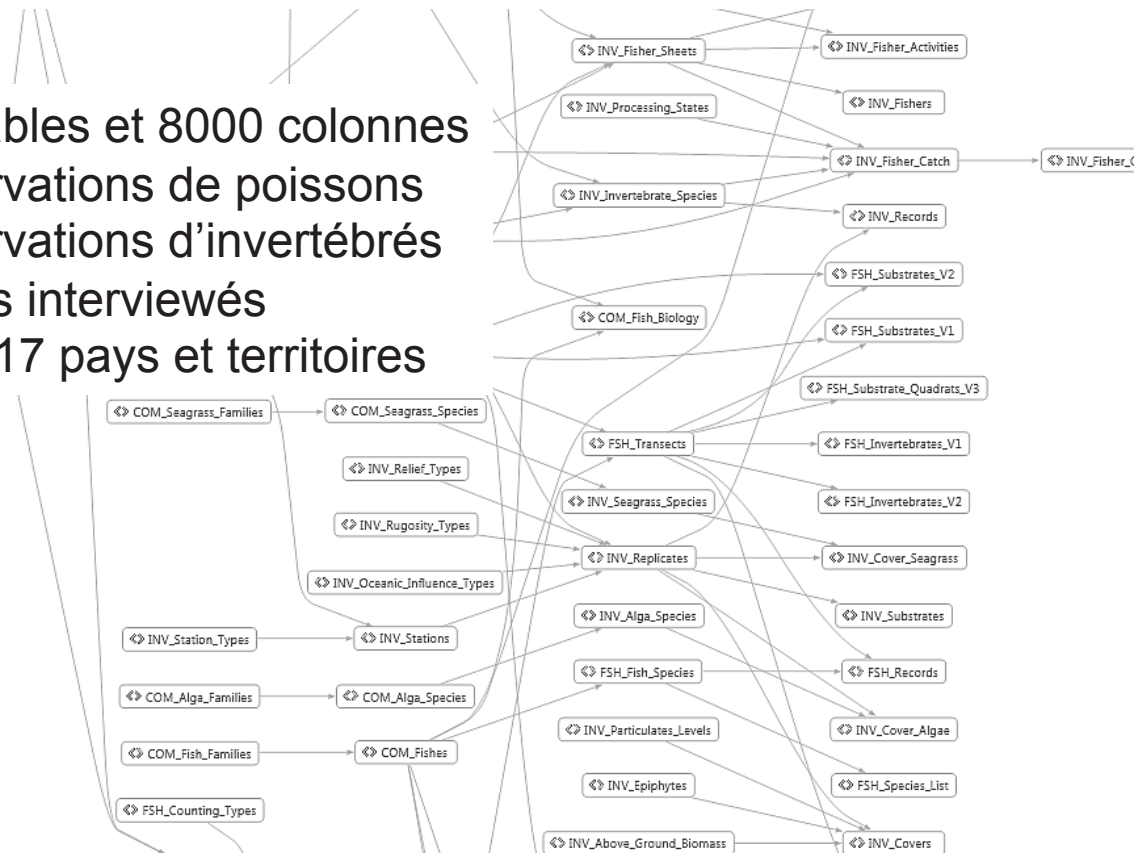 ables et 8000 colonnes
rvations de poissons
rvations d'invertébrés
s interviewés
17 pays et territoires
INV_Fisher_Sheets
INV_Fisher_Activities
INV_Processing_States
INV_Fishers
INV_Fisher_Catch
INV_Fisher_C
INV_Invertebrate_Species
INV_Records
FSH_Substrates_V2
COM_Fish_Biology
FSH_Substrates_V1
FSH_Substrate_Quadrats_V3
COM_Seagrass_Families
COM_Seagrass_Species
FSH_Transects
FSH_Invertebrates_V1
INV_Relief_Types
INV_Seagrass_Species
FSH_Invertebrates_V2
INV_Rugosity_Types
INV_Replicates
INV_Cover_Seagrass
INV_Oceanic_Influence_Types
INV_Alga_Species
INV_Substrates
INV_Station_Types
INV_Stations
FSH_Fish_Species
FSH_Records
COM_Alga_Families
COM_Alga_Species
INV_Particulates_Levels
INV_Cover_Algae
COM_Fish_Families
COM_Fishes
INV_Epiphytes
FSH_Species_List
FSH_Counting_Types
INV_Above_Ground_Biomass
INV_Covers